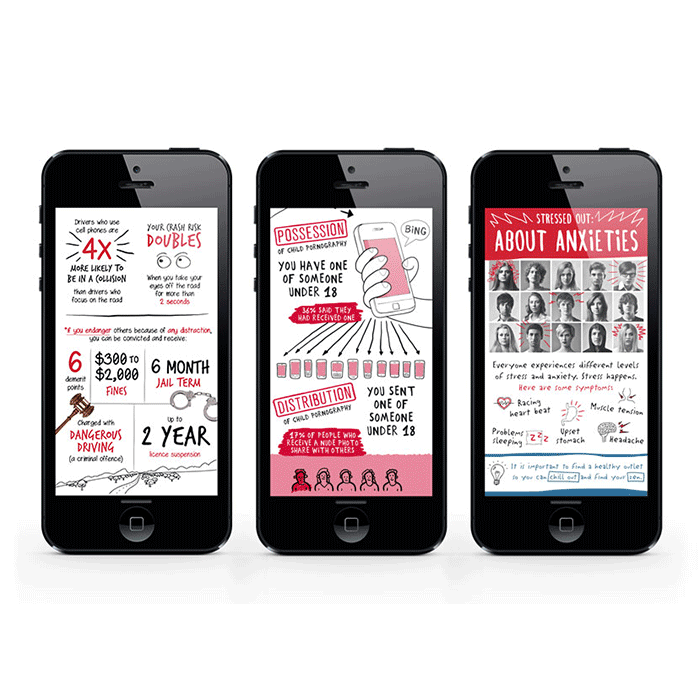 Drivers who use
cell phones are
4X
MORE LIKELY TO
BE IN A COLLISION
than drivers who
focus on the road
YOUR CRASH RISK
DOUBLES
When you take your
eyes off the road
for more than
2 seconds
*If you endanger others because of any distraction,
you can be convicted and receive:
6
demerit
points
$300 TO
$2,000
FINES
6 MONTH
JAIL TERM
Charged with
DANGEROUS
DRIVING
(a criminal offence)
Up to
2 YEAR
licence suspension
POSSESSION
OF CHILD PORNOGRAPHY
BiNG
YOU HAVE ONE
OF SOMEONE
UNDER 18
36% SAID THEY
HAD RECEIVED ONE
DISTRIBUTION
OF CHILD PORNOGRAPHY
YOU SENT
ONE OF
SOMEONE
UNDER 18
17% OF PEOPLE WHO
RECEIVE A NUDE PHOTO
SHARE WITH OTHERS
STRESSED OUT:
ABOUT ANXiETiES
Everyone experiences different levels
of stress and anxiety. Stress happens.
Here are some symptoms:
Racing
heart beat
Muscle tension
Problems
sleeping
zzz
Upset
stomach
Headache
It is important to find a healthy outlet
so you can chill out and find your zen.